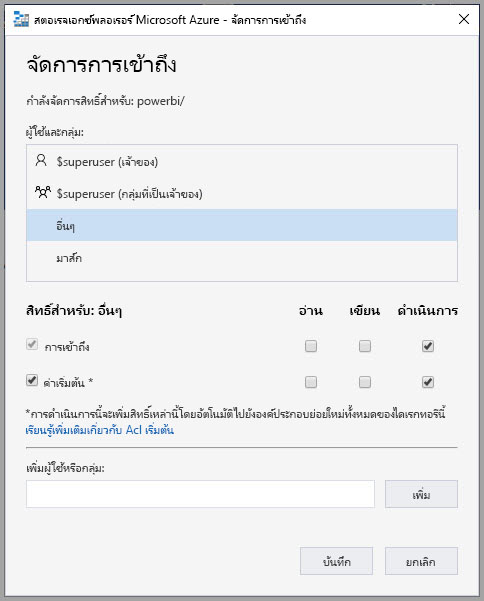 สตอเรจเอกซ์พลอเรอร์ Microsoft Azure - จัดการการเข้าถึง
จัดการการเข้าถึง
กำลังจัดการสิทธิ์สำหรับ: powerbi/
ผู้ใช้และกลุ่ม:
$superuser (เจ้าของ)
$superuser (กลุ่มที่เป็นเจ้าของ)
อื่นๆ
มาส์ก
สิทธิ์สำหรับ: อื่นๆ อ่าน เขียน ดำเนินการ
การเข้าถึง
ค่าเริ่มต้น *
*การดำเนินการนี้จะเพิ่มสิทธิ์เหล่านี้โดยอัตโนมัติไปยังองค์ประกอบย่อยใหม่ทั้งหมดของไดเรกทอรีนี้
เรียนรู้เพิ่มเติมเกี่ยวกับ Acl เริ่มต้น
เพิ่มผู้ใช้หรือกลุ่ม:
เพิ่ม
บันทึก ยกเลิก